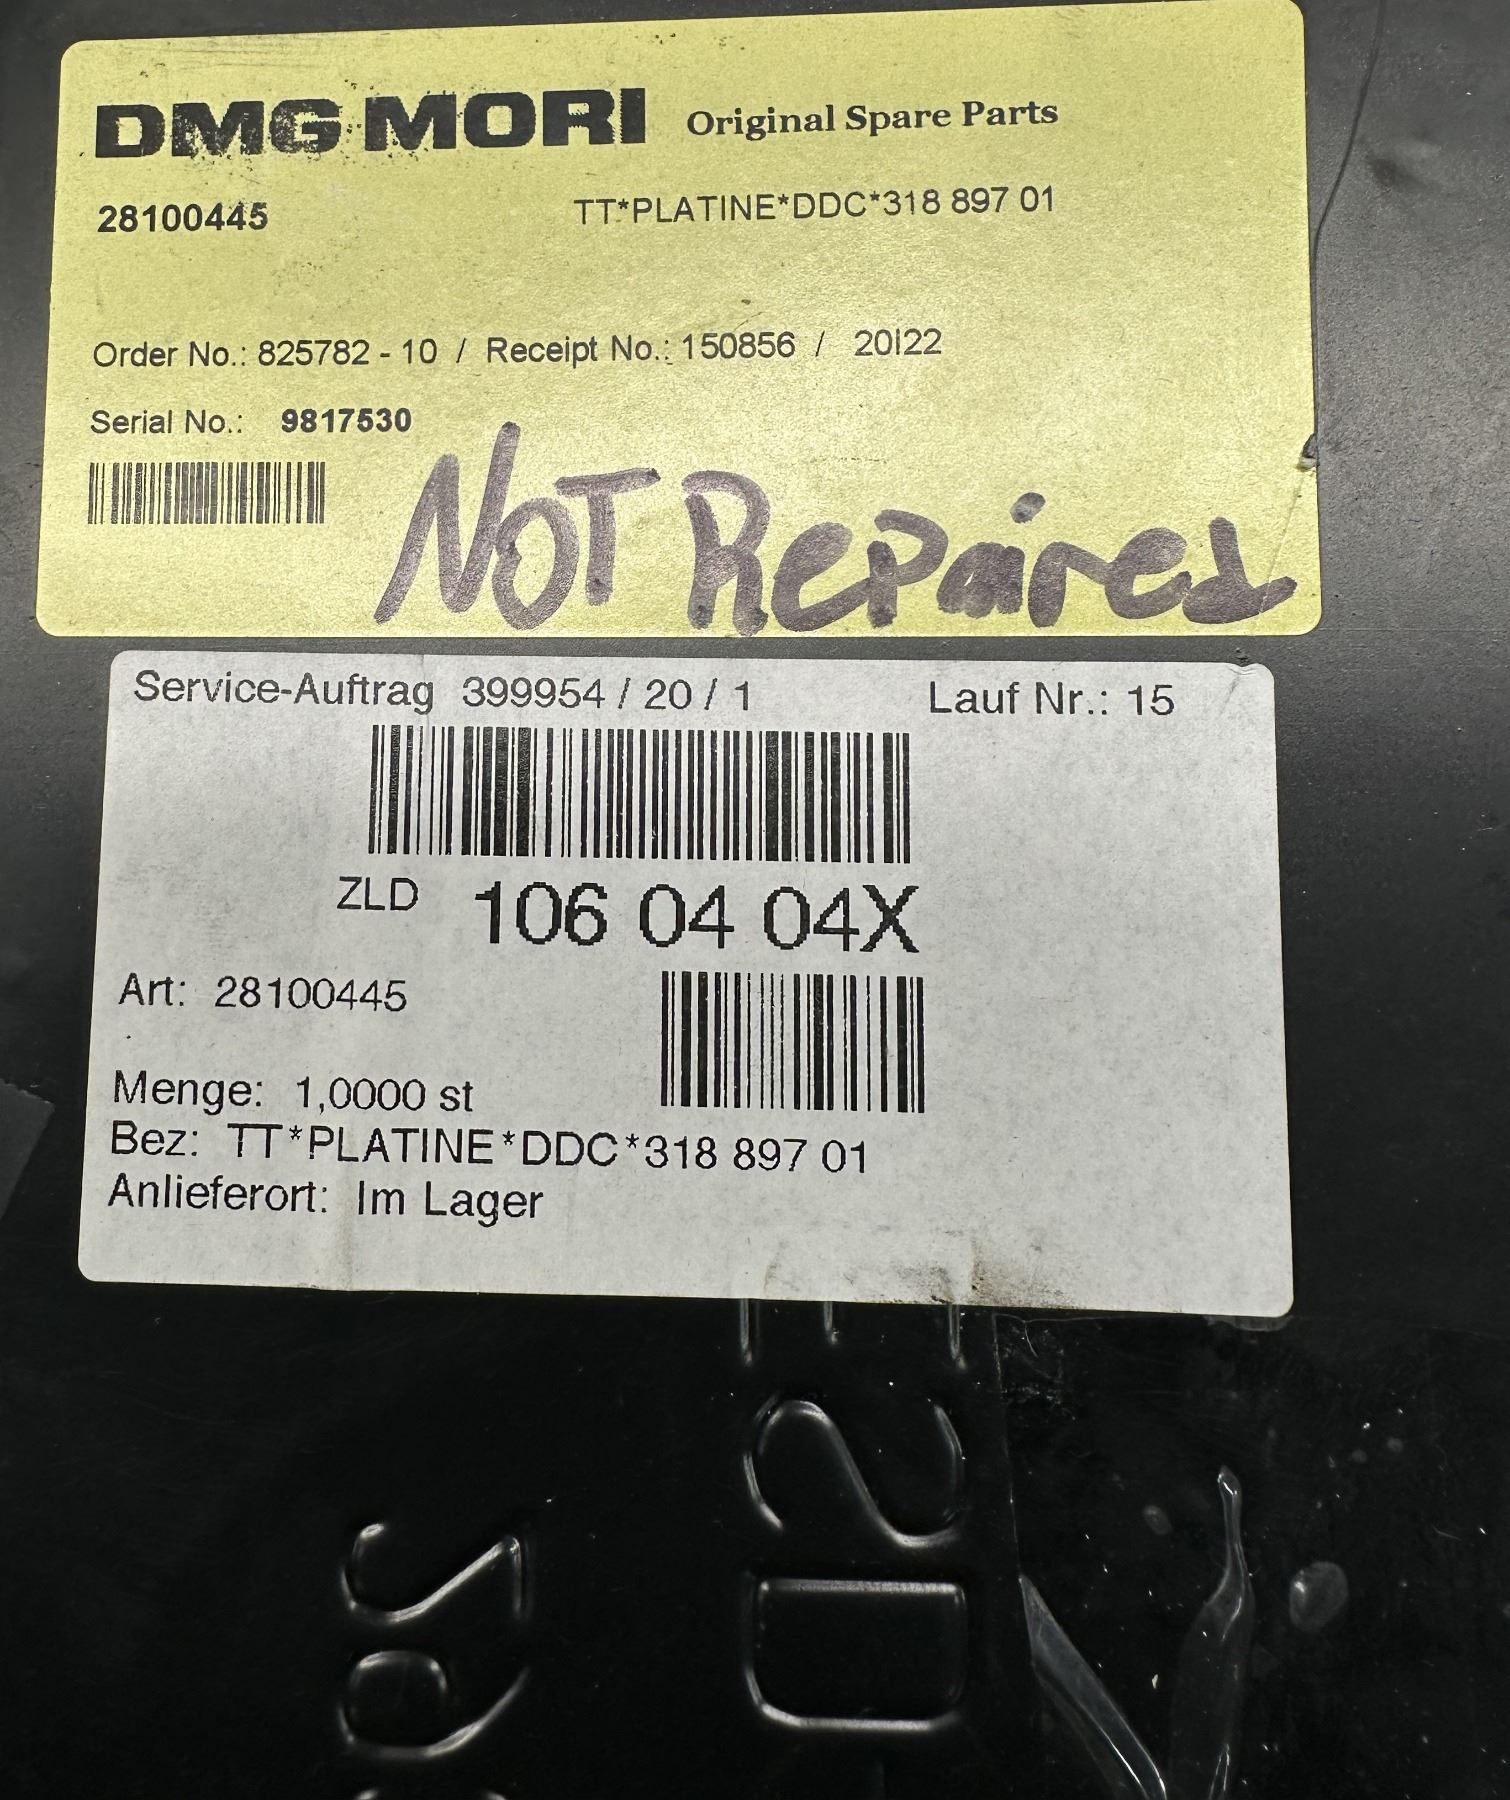 DMG MORI Original Spare Parts
28100445 TT*PLATINE*DDC*318 897 01
Order No.: 825782 - 10 / Receipt No.: 150856 / 20I22
Serial No.: 9817530
NOT Repaired
Service-Auftrag 399954 / 20 / 1 Lauf Nr.: 15
ZLD 106 04 04X
Art: 28100445
Menge: 1,0000 st
Bez: TT*PLATINE*DDC*318 897 01
Anlieferort: Im Lager